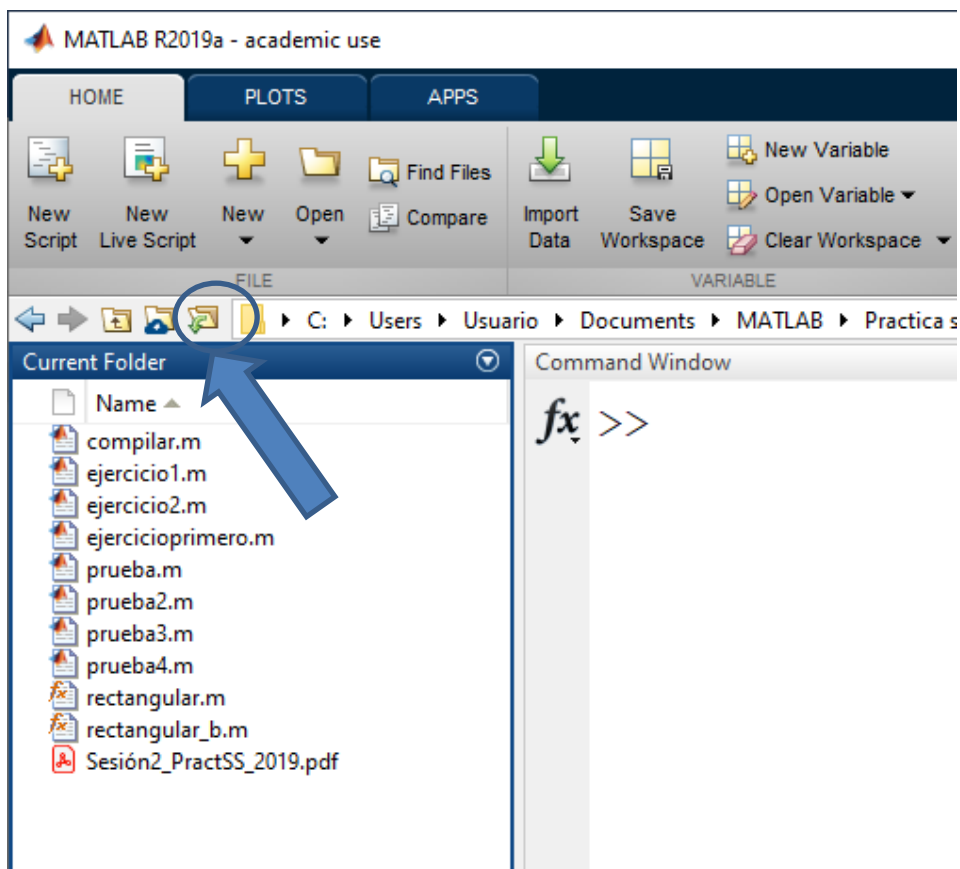 MATLAB R2019a - academic use
HOME PLOTS APPS
New Script
New Live Script
New
Open
Find Files
Compare
Import Data
Save Workspace
New Variable
Open Variable
Clear Workspace
FILE VARIABLE
C: Users Usuario Documents MATLAB Practica s
Current Folder
Name
compilar.m
ejercicio1.m
ejercicio2.m
ejercicioprimero.m
prueba.m
prueba2.m
prueba3.m
prueba4.m
rectangular.m
rectangular_b.m
Sesión2_PractSS_2019.pdf
Command Window
fx >>